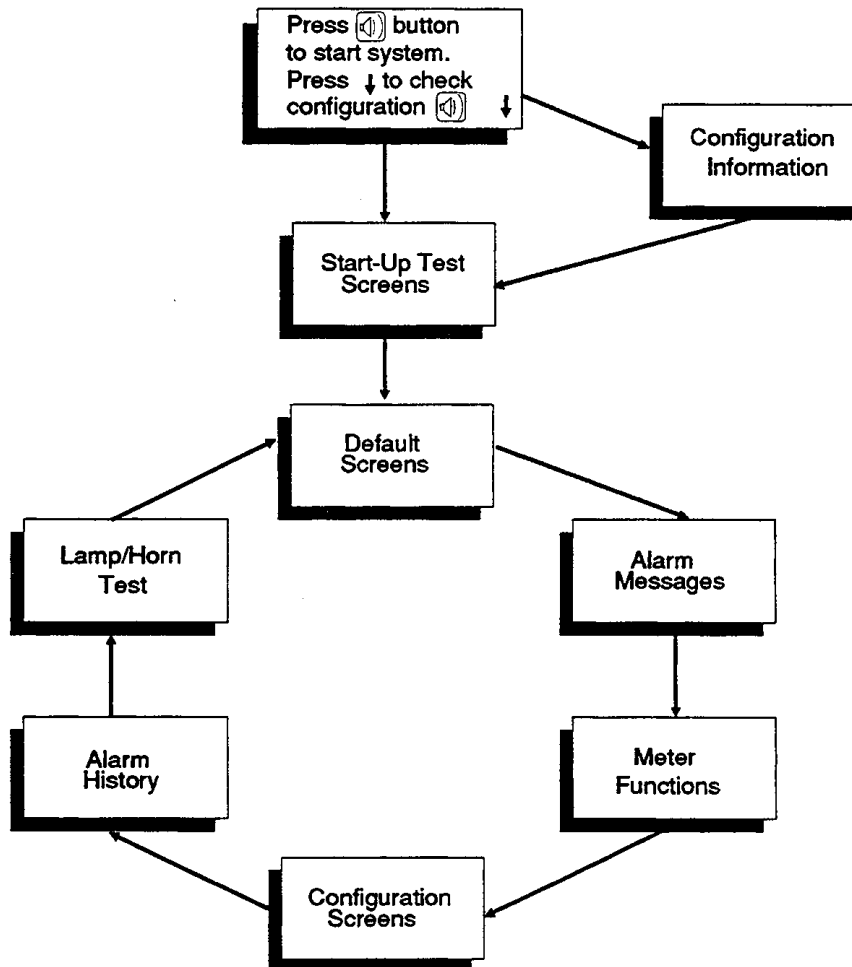 Press button
to start system.
Press ↓ to check
configuration ↓
Configuration
Information
Start-Up Test
Screens
Default
Screens
Lamp/Horn
Test
Alarm
Messages
Alarm
History
Meter
Functions
Configuration
Screens